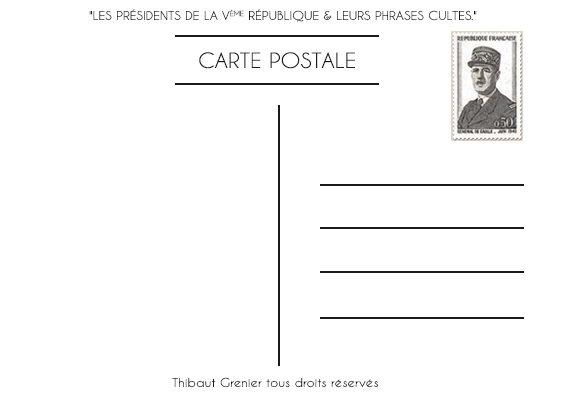 "LES PRÉSIDENTS DE LA VÈME RÉPUBLIQUE & LEURS PHRASES CULTES."
CARTE POSTALE
REPUBLIQUE FRANÇAISE
0,50
GENERAL DE GAULLE _ JUIN 1940
Thibaut Grenier tous droits réservés